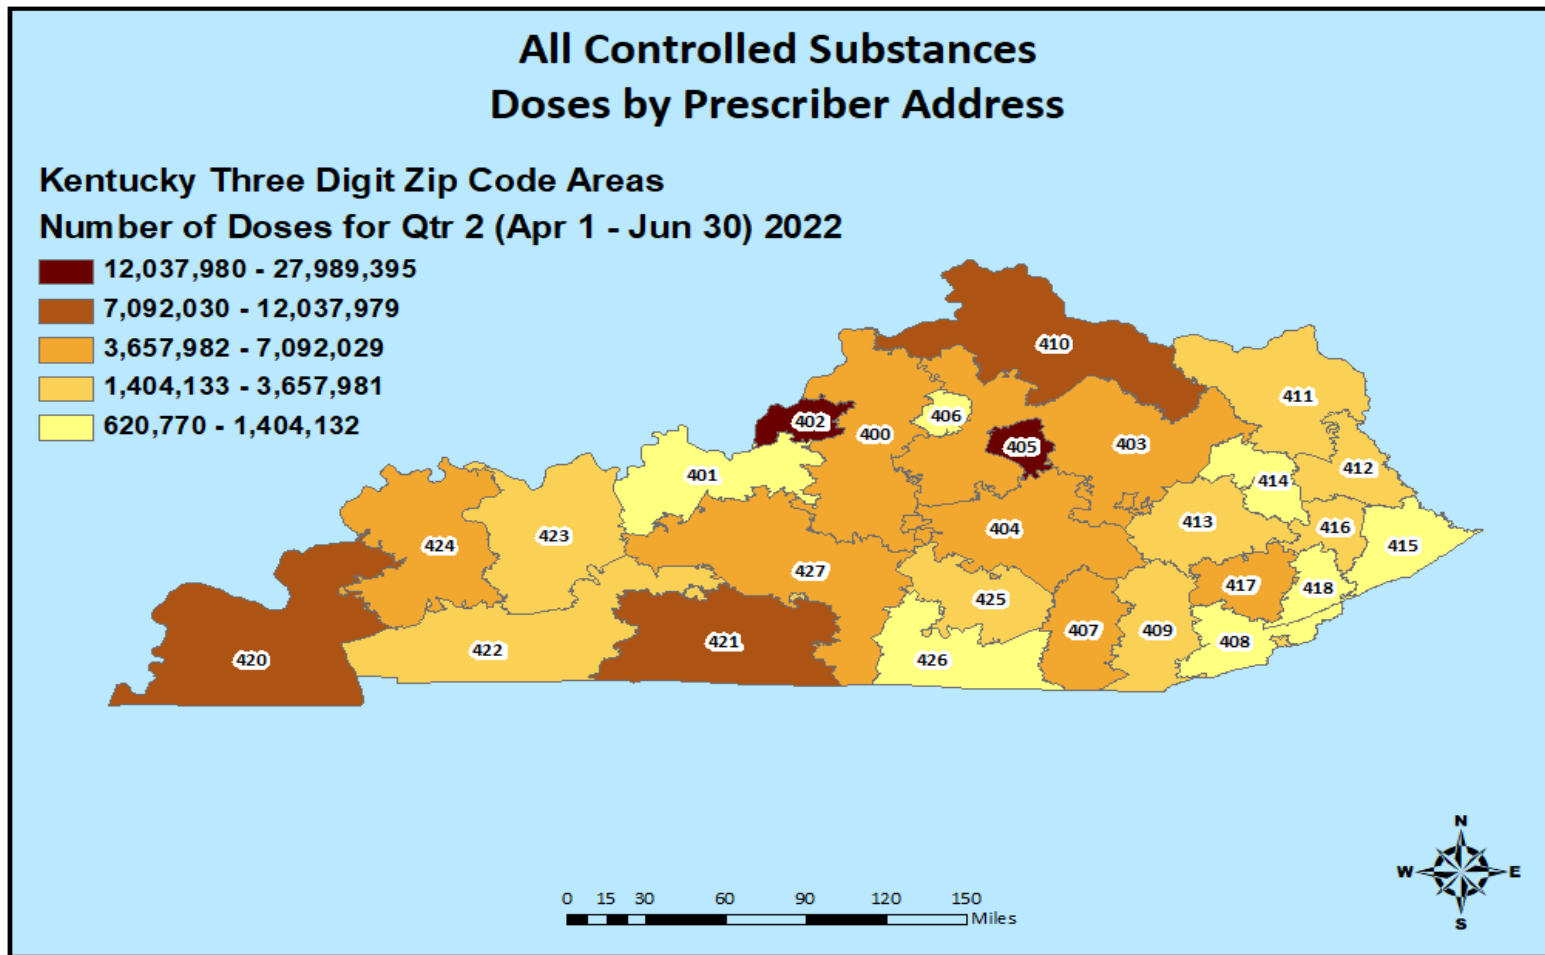 All Controlled Substances
Doses by Prescriber Address
Kentucky Three Digit Zip Code Areas
Number of Doses for Qtr 2 (Apr 1 - Jun 30) 2022
12,037,980 - 27,989,395
7,092,030 - 12,037,979
3,657,982 - 7,092,029
1,404,133 - 3,657,981
620,770 - 1,404,132
410
411
402
406
400
405
403
401
412
414
413
416
424
423
404
415
427
417
418
425
407
409
408
420
422
421
426
N
W E
S
0 15 30 60 90 120 150
Miles